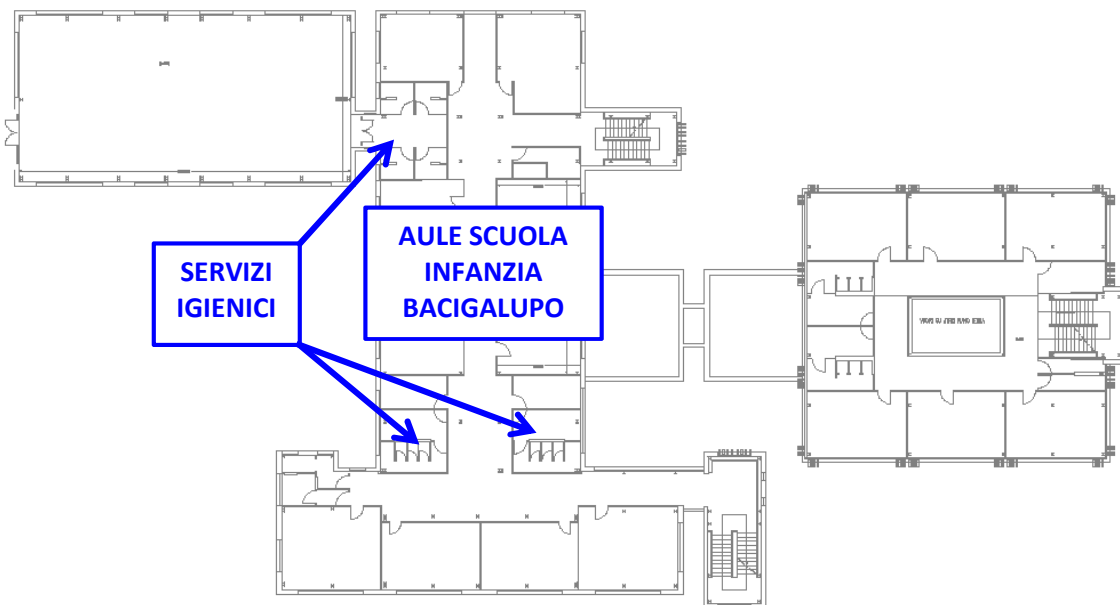 AULE SCUOLA
INFANZIA
BACIGALUPO
SERVIZI
IGIENICI